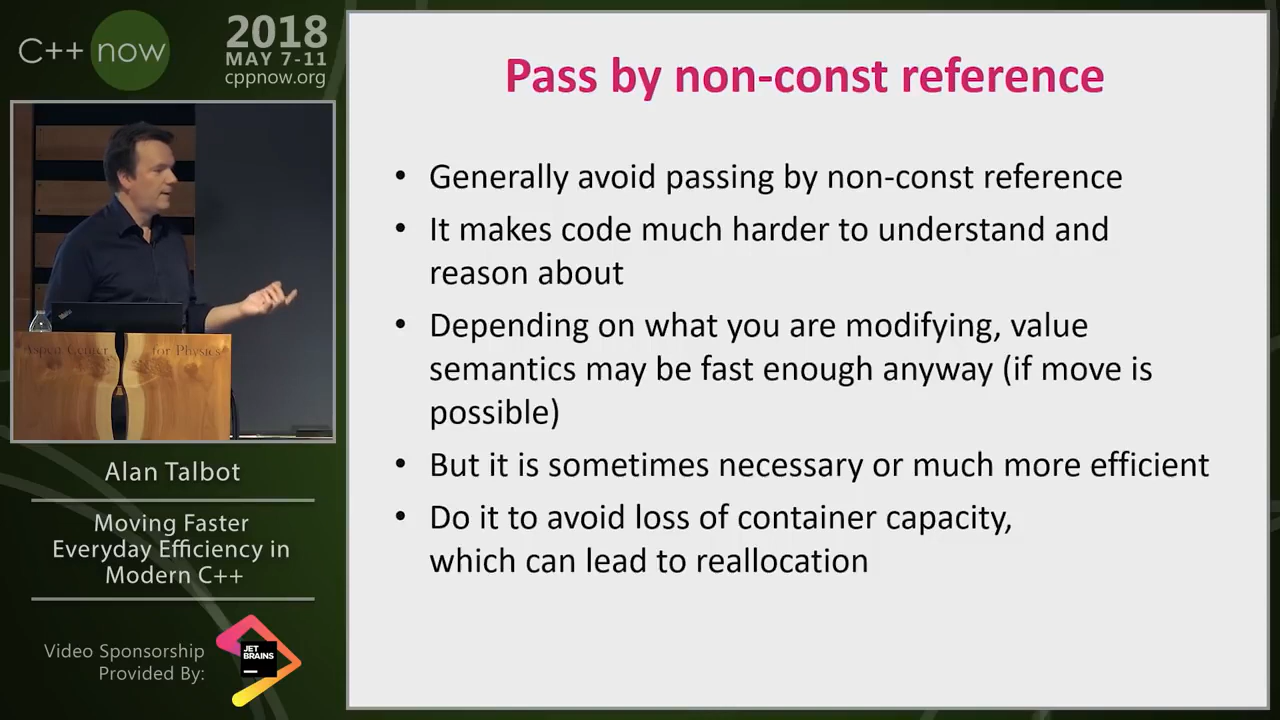 C++ now
2018
MAY 7-11
cppnow.org
Aspen Center for Physics
Alan Talbot
Moving Faster
Everyday Efficiency in
Modern C++
Video Sponsorship
Provided By:
JET
BRAINS
Pass by non-const reference
• Generally avoid passing by non-const reference
• It makes code much harder to understand and
reason about
• Depending on what you are modifying, value
semantics may be fast enough anyway (if move is
possible)
• But it is sometimes necessary or much more efficient
• Do it to avoid loss of container capacity,
which can lead to reallocation